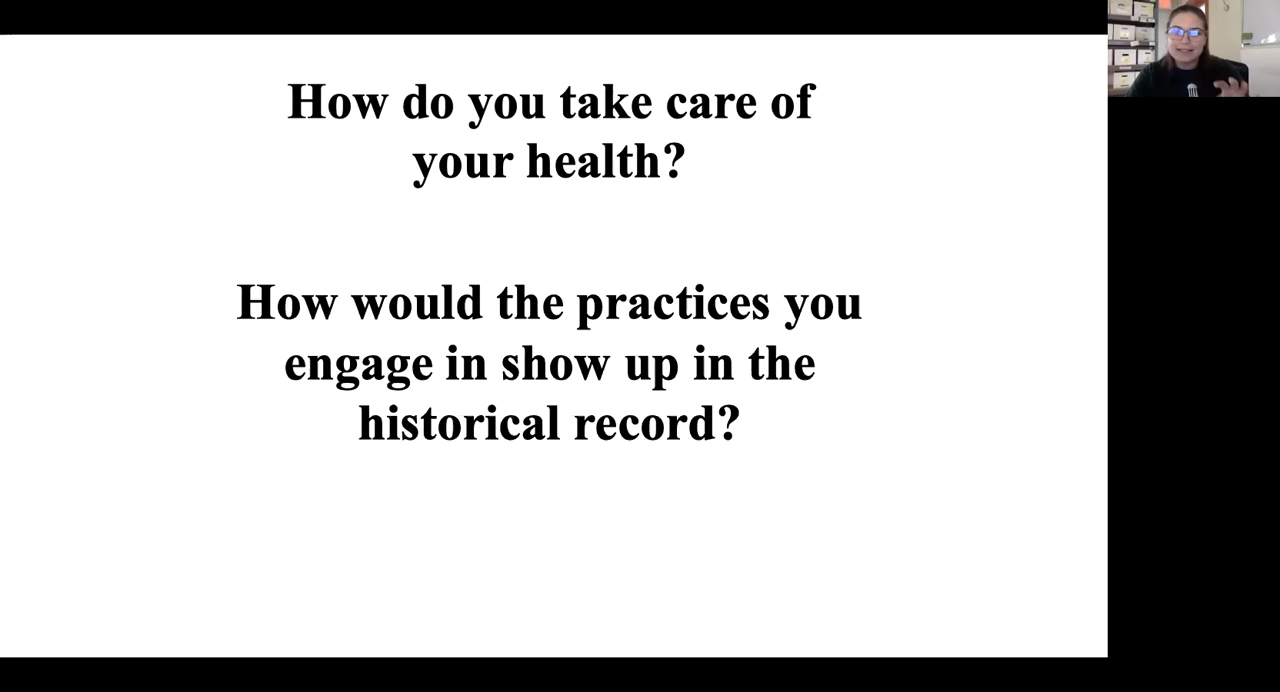 How do you take care of
your health?
How would the practices you
engage in show up in the
historical record?